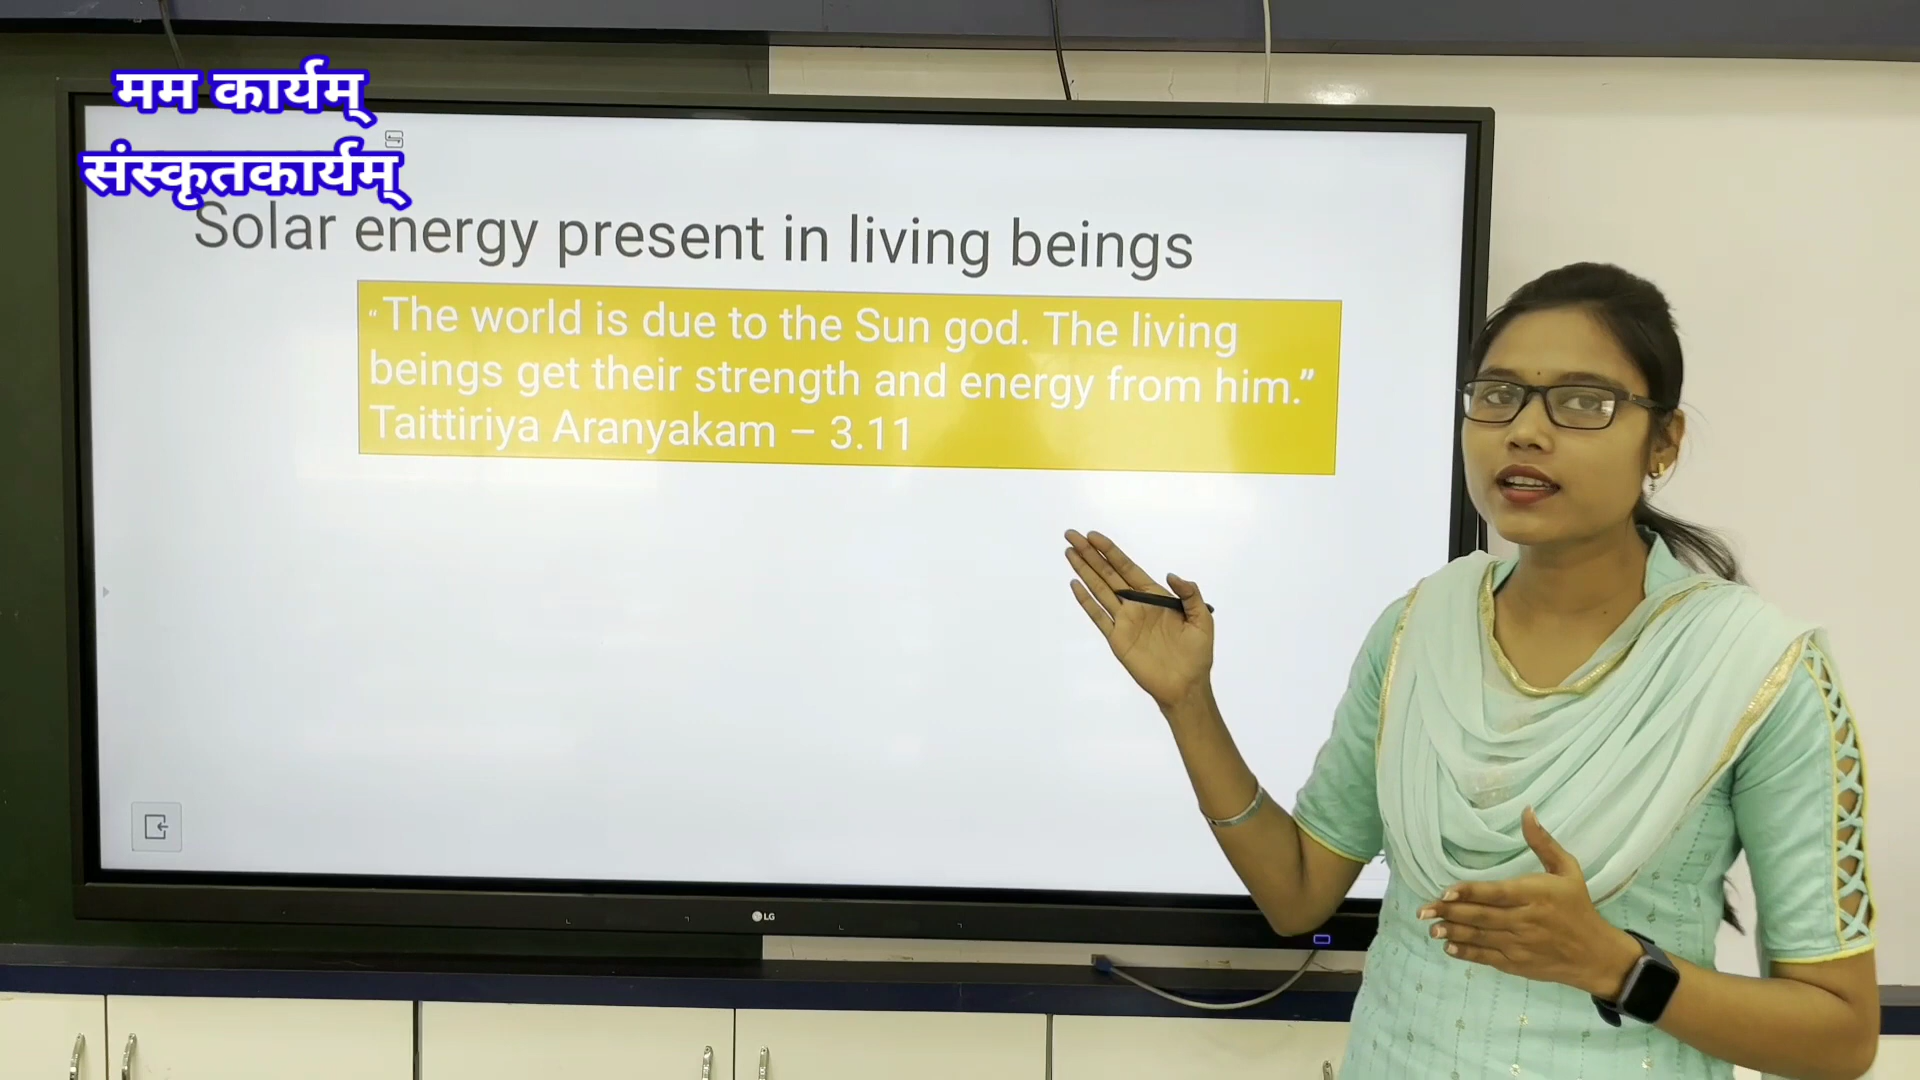 मम कार्यम्
संस्कृतकार्यम्
Solar energy present in living beings
“The world is due to the Sun god. The living
beings get their strength and energy from him.”
Taittiriya Aranyakam – 3.11
LG